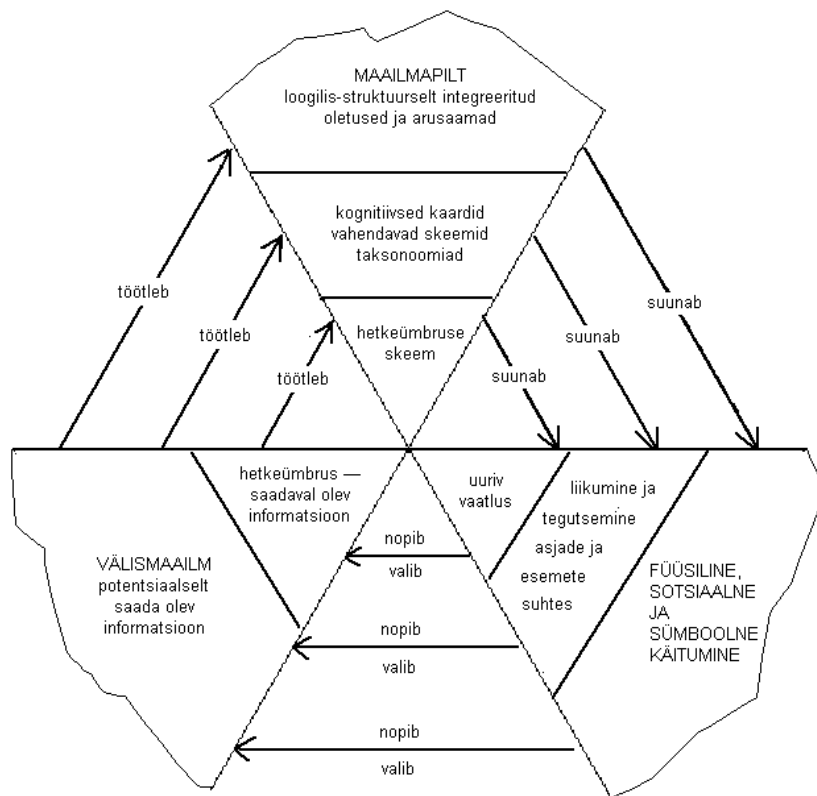 MAAILMAPILT
loogilis-struktuurselt integreeritud
oletused ja arusaamad
kognitiivsed kaardid
vahendavad skeemid
taksonoomiad
hetkeümbruse
skeem
töötleb
töötleb
töötleb
suunab
suunab
suunab
hetkeümbrus —
saadaval olev
informatsioon
VÄLISMAAILM
potentsiaalselt
saada olev
informatsioon
uuriv
vaatlus
liikumine ja
tegutsemine
asjade ja
esemete
suhtes
FÜÜSILINE,
SOTSIAALNE
JA
SÜMBOOLNE
KÄITUMINE
nopib
valib
nopib
valib
nopib
valib